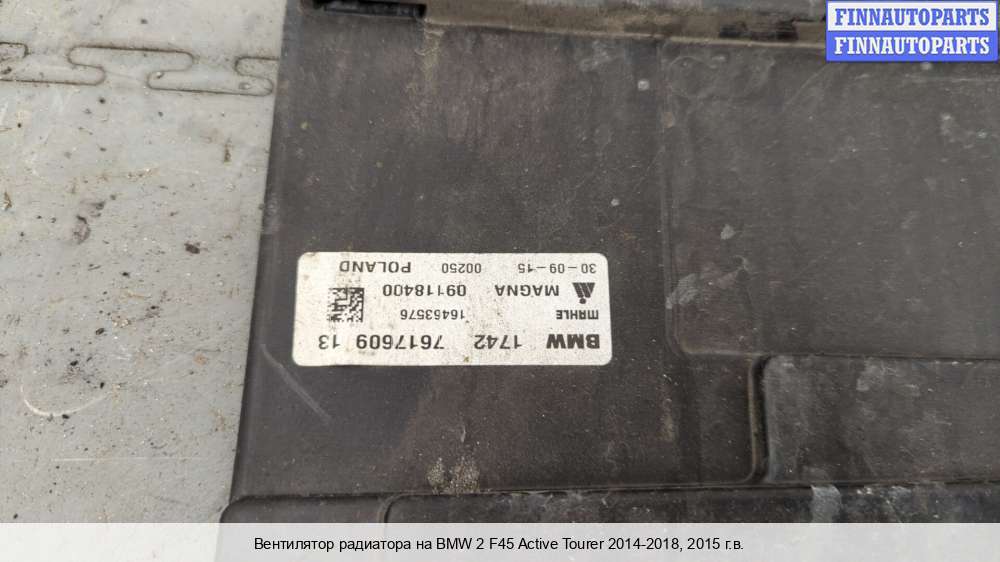 FINNAUTOPARTS
FINNAUTOPARTS
BMW 1742 7617609 13
MAHLE 16453576
MAGNA 09118400
30-09-15 00250 POLAND
Вентилятор радиатора на BMW 2 F45 Active Tourer 2014-2018, 2015 г.в.